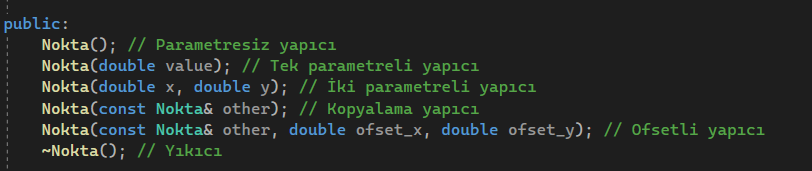 public:
Nokta(); // Parametresiz yapıcı
Nokta(double value); // Tek parametreli yapıcı
Nokta(double x, double y); // İki parametreli yapıcı
Nokta(const Nokta& other); // Kopyalama yapıcı
Nokta(const Nokta& other, double ofset_x, double ofset_y); // Ofsetli yapıcı
~Nokta(); // Yıkıcı